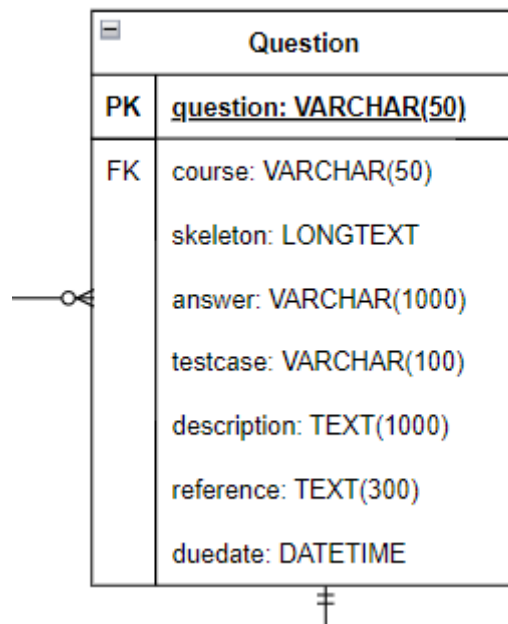 Question
PK question: VARCHAR(50)
FK course: VARCHAR(50)
skeleton: LONGTEXT
answer: VARCHAR(1000)
testcase: VARCHAR(100)
description: TEXT(1000)
reference: TEXT(300)
duedate: DATETIME